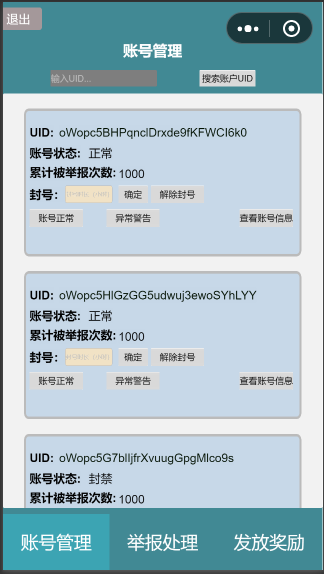 退出
账号管理
输入UID... 搜索账户UID
UID: oWopc5BHPqnclDrxde9fKFWCI6k0
账号状态: 正常
累计被举报次数: 1000
封号: 确定 解除封号
账号正常 异常警告 查看账号信息
UID: oWopc5HlGzGG5udwuj3ewoSYhLYY
账号状态: 正常
累计被举报次数: 1000
封号: 确定 解除封号
账号正常 异常警告 查看账号信息
UID: oWopc5G7blIjfrXvuugGpgMlco9s
账号状态: 封禁
累计被举报次数: 1000
账号管理 举报处理 发放奖励